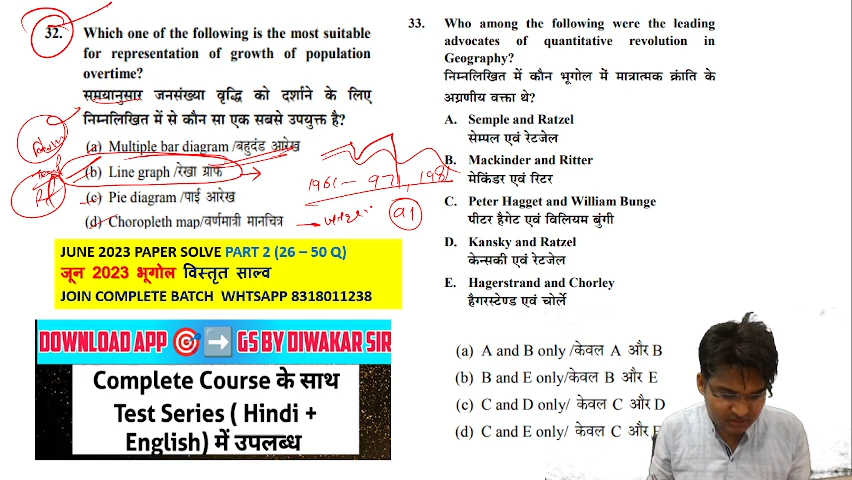 32. Which one of the following is the most suitable
for representation of growth of population
overtime?
समयानुसार जनसंख्या वृद्धि को दर्शाने के लिए
निम्नलिखित में से कौन सा एक सबसे उपयुक्त है?
(a) Multiple bar diagram/बहुदंड आरेख
(b) Line graph/रेखा ग्रॉफ
(c) Pie diagram/पाई आरेख
(d) Choropleth map/वर्णमात्री मानचित्र
1961 - 971, 1981
91
JUNE 2023 PAPER SOLVE PART 2 (26 – 50 Q)
जून 2023 भूगोल विस्तृत साल्व
JOIN COMPLETE BATCH WHTSAPP 8318011238
DOWNLOAD APP GS BY DIWAKAR SIR
Complete Course के साथ
Test Series ( Hindi +
English) में उपलब्ध
33. Who among the following were the leading
advocates of quantitative revolution in
Geography?
निम्नलिखित में कौन भूगोल में मात्रात्मक क्रांति के
अग्रणीय वक्ता थे?
A. Semple and Ratzel
सेम्पल एवं रेटजेल
B. Mackinder and Ritter
मेकिंडर एवं रिटर
C. Peter Hagget and William Bunge
पीटर हैगेट एवं विलियम बुंगी
D. Kansky and Ratzel
केन्सकी एवं रेटजेल
E. Hagerstrand and Chorley
हैगरस्टेण्ड एवं चोर्ले
(a) A and B only /केवल A और B
(b) B and E only/केवल B और E
(c) C and D only/ केवल C और D
(d) C and E only/ केवल C और E